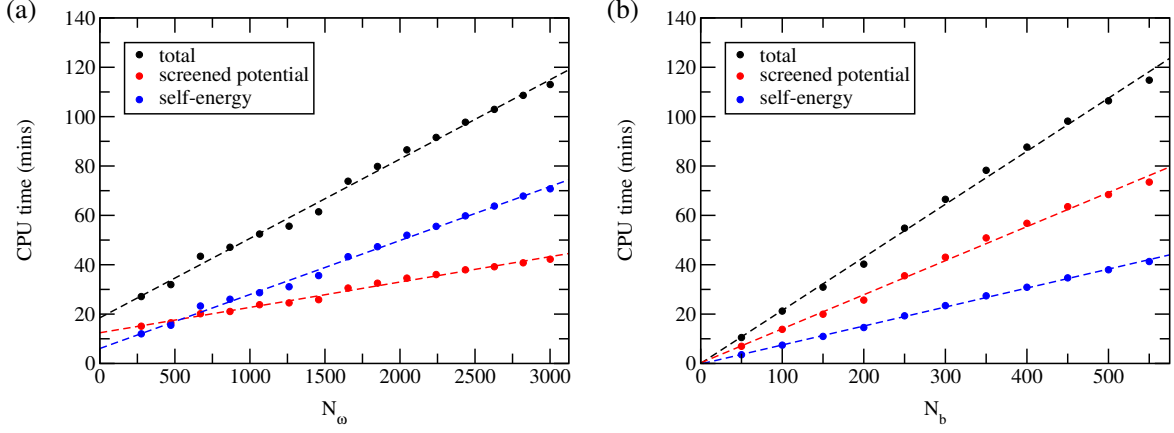 (a)
140
120
100
80
60
40
20
0
CPU time (mins)
total
screened potential
self-energy
0 500 1000 1500 2000 2500 3000
N_ω
(b)
140
120
100
80
60
40
20
0
CPU time (mins)
total
screened potential
self-energy
0 100 200 300 400 500
N_b